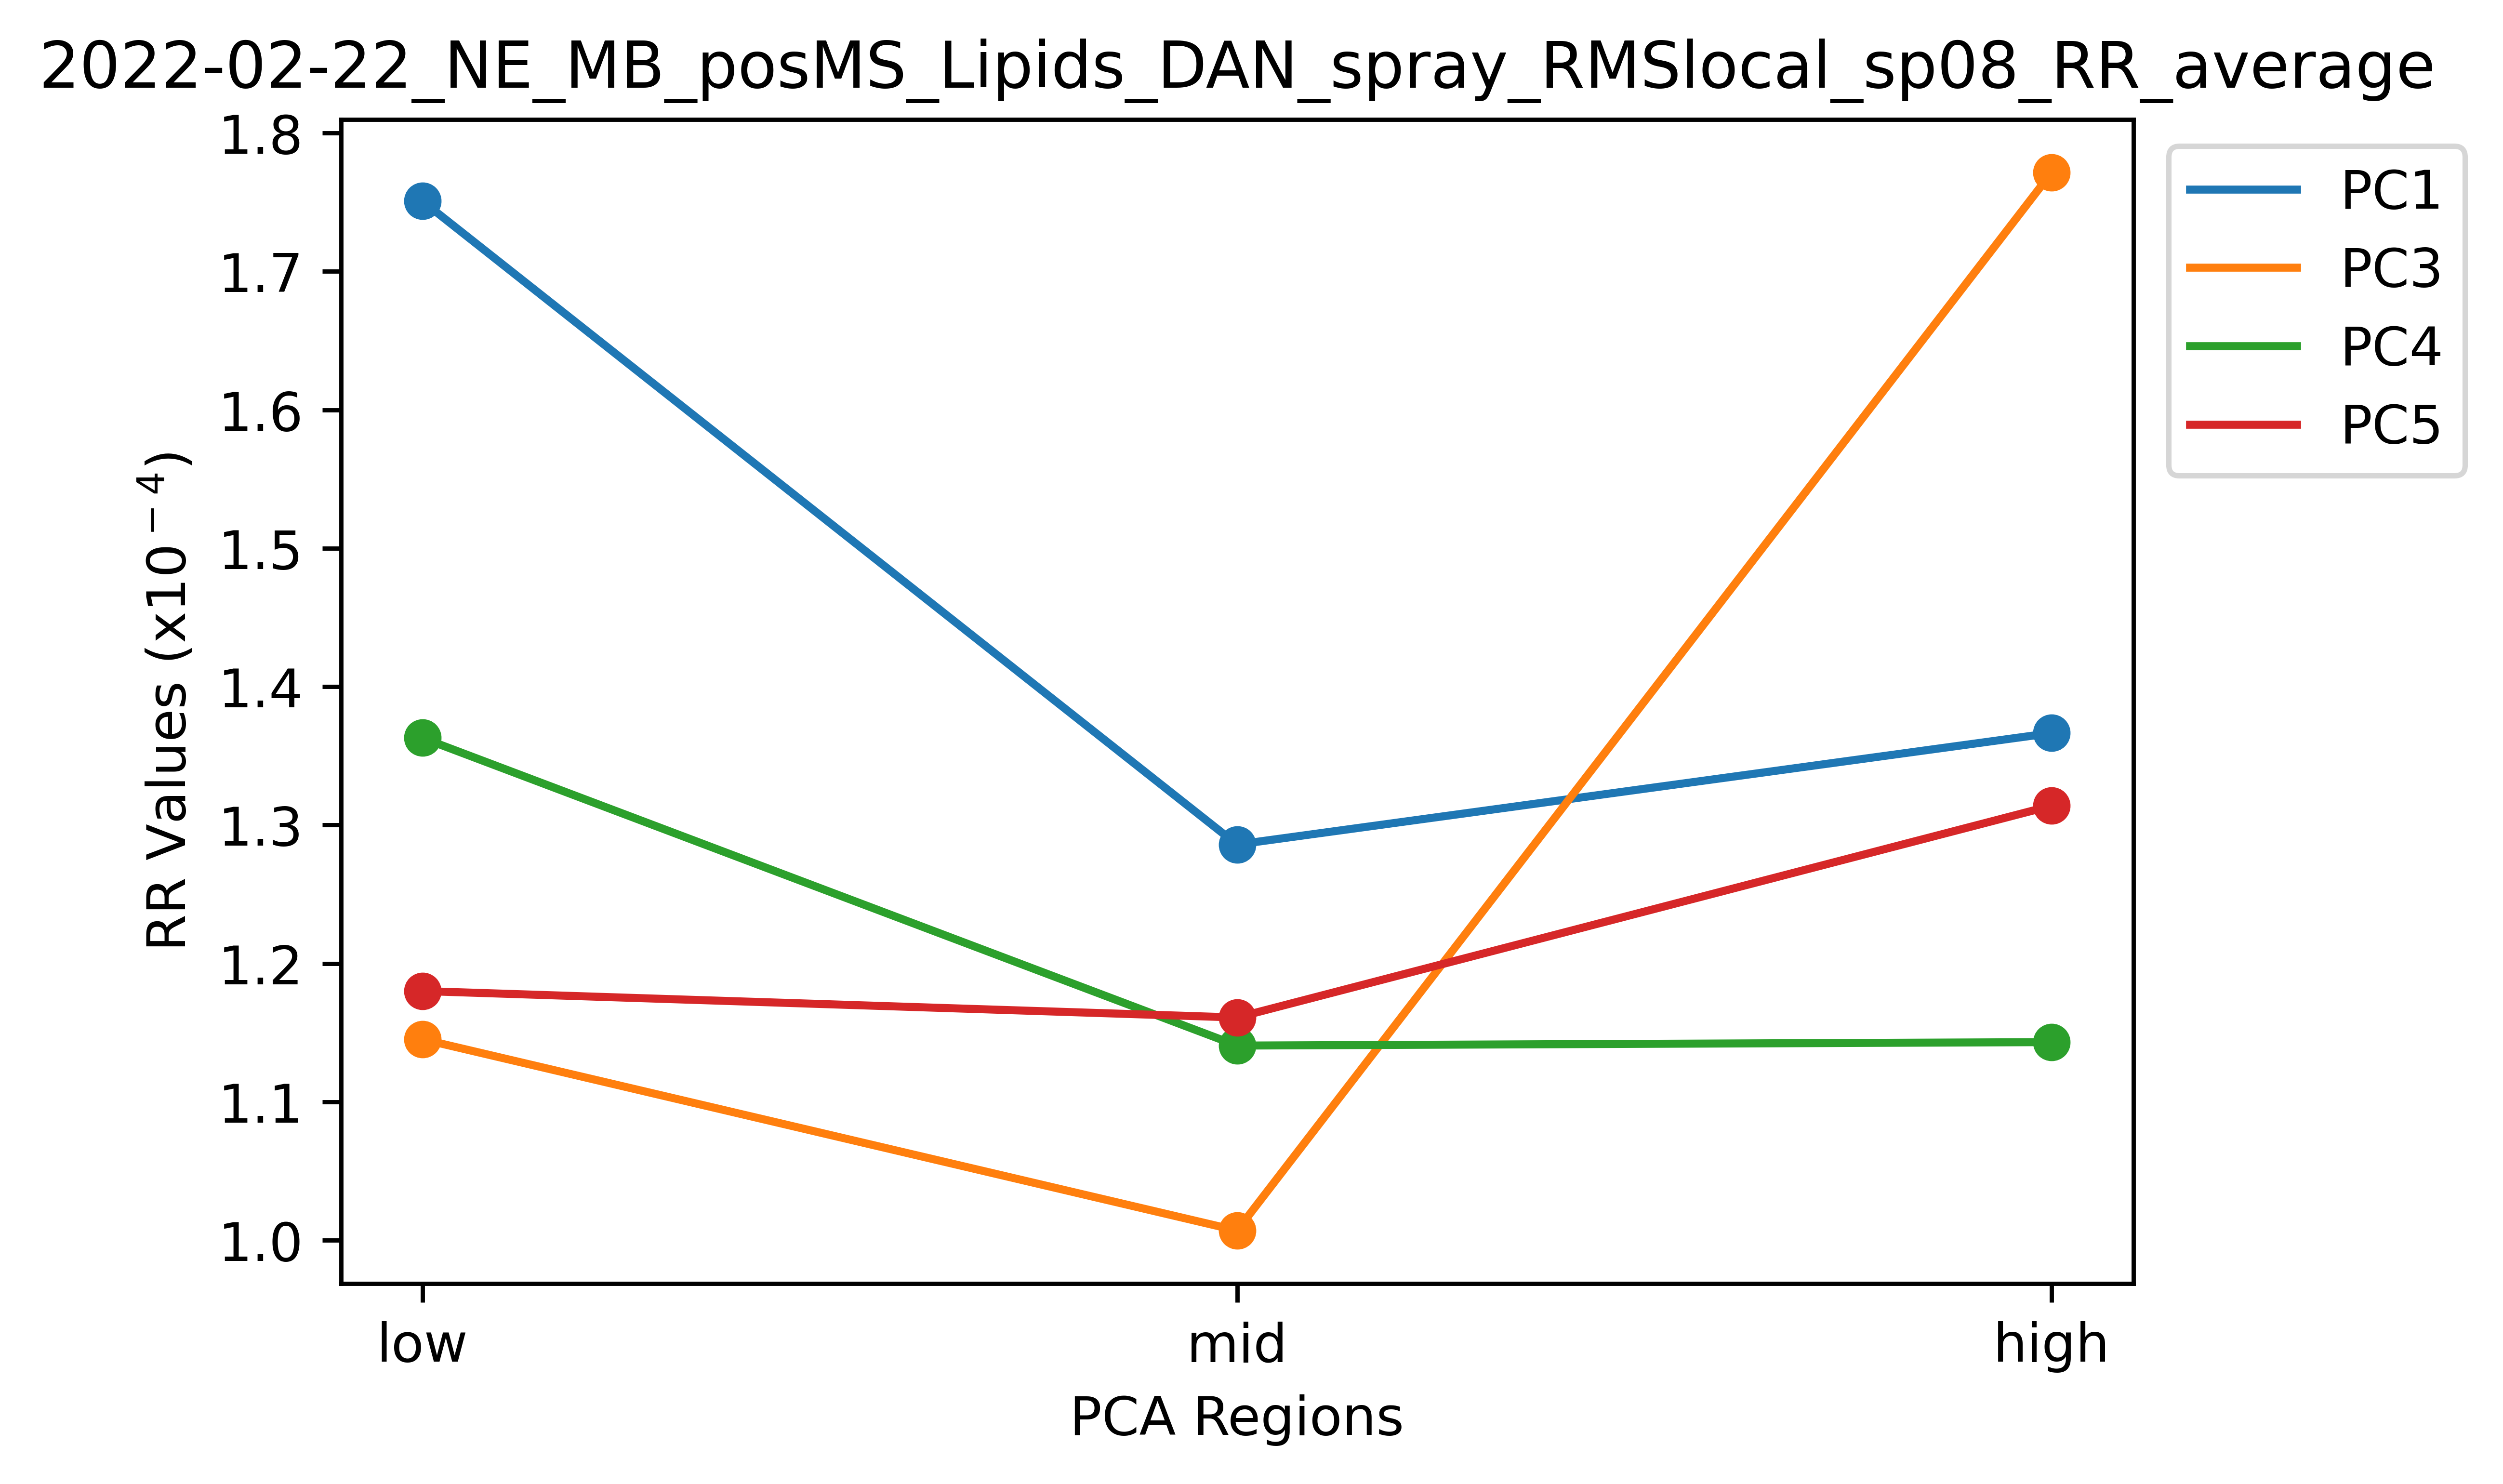 2022-02-22_NE_MB_posMS_Lipids_DAN_spray_RMSlocal_sp08_RR_average
1.8
1.7
1.6
1.5
1.4
1.3
1.2
1.1
1.0
RR Values (x10⁻⁴)
low mid high
PCA Regions
PC1
PC3
PC4
PC5